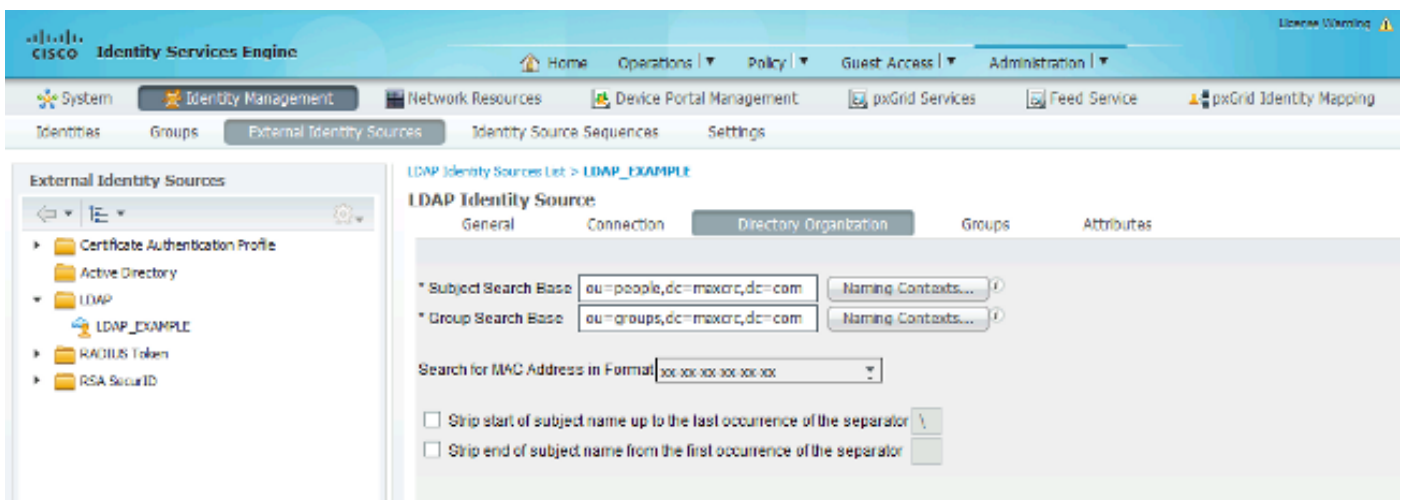 License Warning
CISCO Identity Services Engine
Home Operations Policy Guest Access Administration
System Identity Management Network Resources Device Portal Management pxGrid Services Feed Service pxGrid Identity Mapping
Identities Groups External Identity Sources Identity Source Sequences Settings
External Identity Sources
Certificate Authentication Profile
Active Directory
LDAP
LDAP_EXAMPLE
RADIUS Token
RSA SecurID
LDAP Identity Sources List > LDAP_EXAMPLE
LDAP Identity Source
General Connection Directory Organization Groups Attributes
* Subject Search Base ou=people,dc=maxcrc,dc=com Naming Contexts... i
* Group Search Base ou=groups,dc=maxcrc,dc=com Naming Contexts... i
Search for MAC Address in Format xx-xx-xx-xx-xx-xx
Strip start of subject name up to the last occurrence of the separator \
Strip end of subject name from the first occurrence of the separator